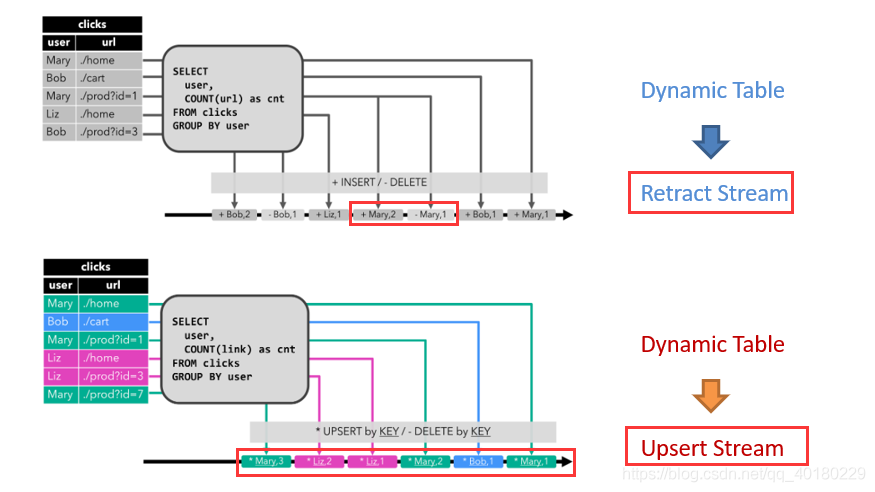 clicks
user url
Mary ./home
Bob ./cart
Mary ./prod?id=1
Liz ./home
Bob ./prod?id=3
SELECT
user,
COUNT(url) as cnt
FROM clicks
GROUP BY user
+ INSERT / - DELETE
+ Bob,2 - Bob,1 + Liz,1 + Mary,2 - Mary,1 + Bob,1 + Mary,1
Dynamic Table
Retract Stream
clicks
user url
Mary ./home
Bob ./cart
Mary ./prod?id=1
Liz ./home
Liz ./prod?id=3
Mary ./prod?id=7
SELECT
user,
COUNT(link) as cnt
FROM clicks
GROUP BY user
* UPSERT by KEY / - DELETE by KEY
* Mary,3 * Liz,2 * Liz,1 * Mary,2 * Bob,1 * Mary,1
Dynamic Table
Upsert Stream
https://blog.csdn.net/qq_40180229